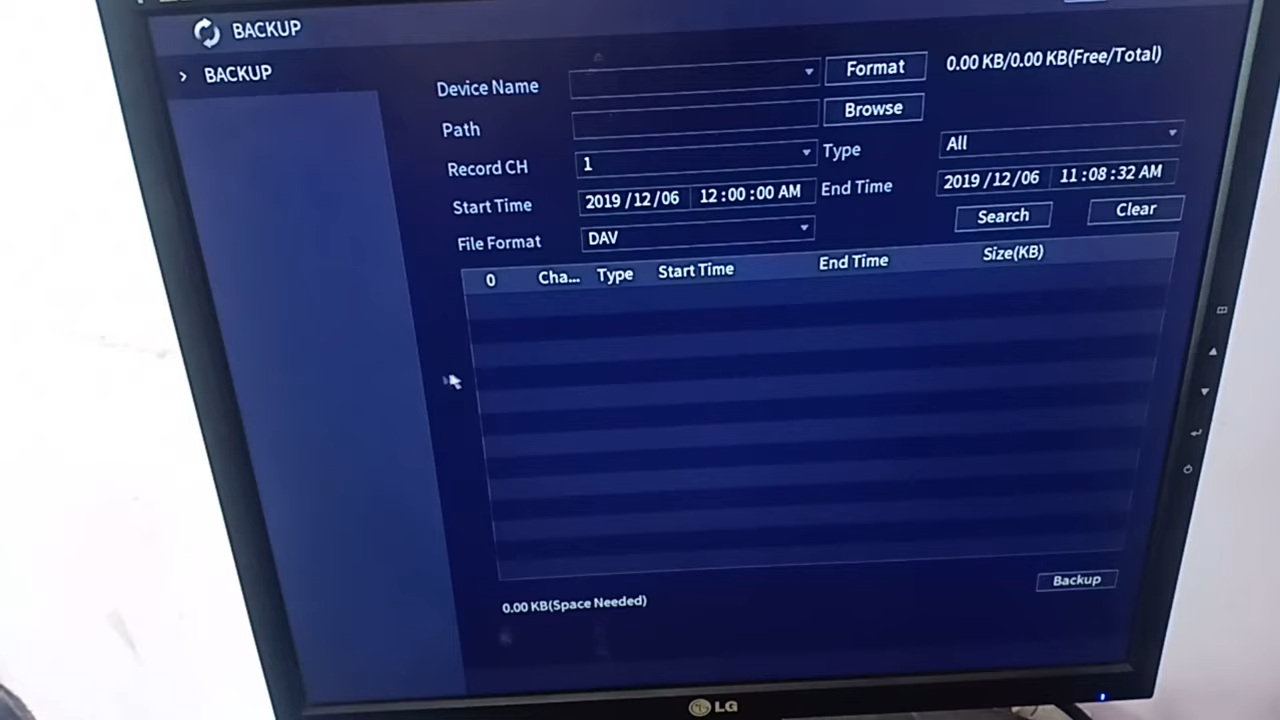 BACKUP
> BACKUP
Device Name
Format
0.00 KB/0.00 KB(Free/Total)
Path
Browse
Record CH
1
Type
All
Start Time
2019 /12/06
12:00:00 AM
End Time
2019 /12/06
11:08:32 AM
Search
Clear
File Format
DAV
0 Cha... Type Start Time End Time Size(KB)
0.00 KB(Space Needed)
Backup
LG